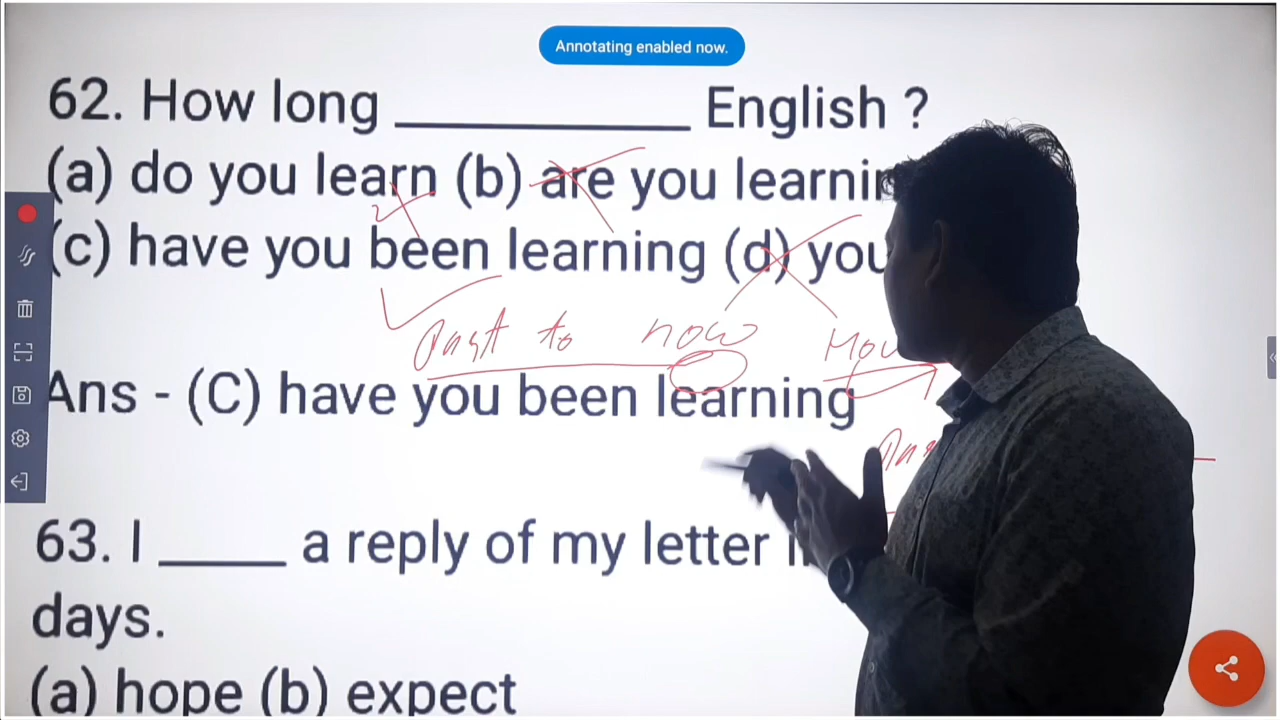 Annotating enabled now.
62. How long ____________ English ?
(a) do you learn (b) are you
(c) have you been learning (d) you
Past to now
Ans - (C) have you been learning
63. I _____ a reply of my letter
days.
(a) hope (b) expect